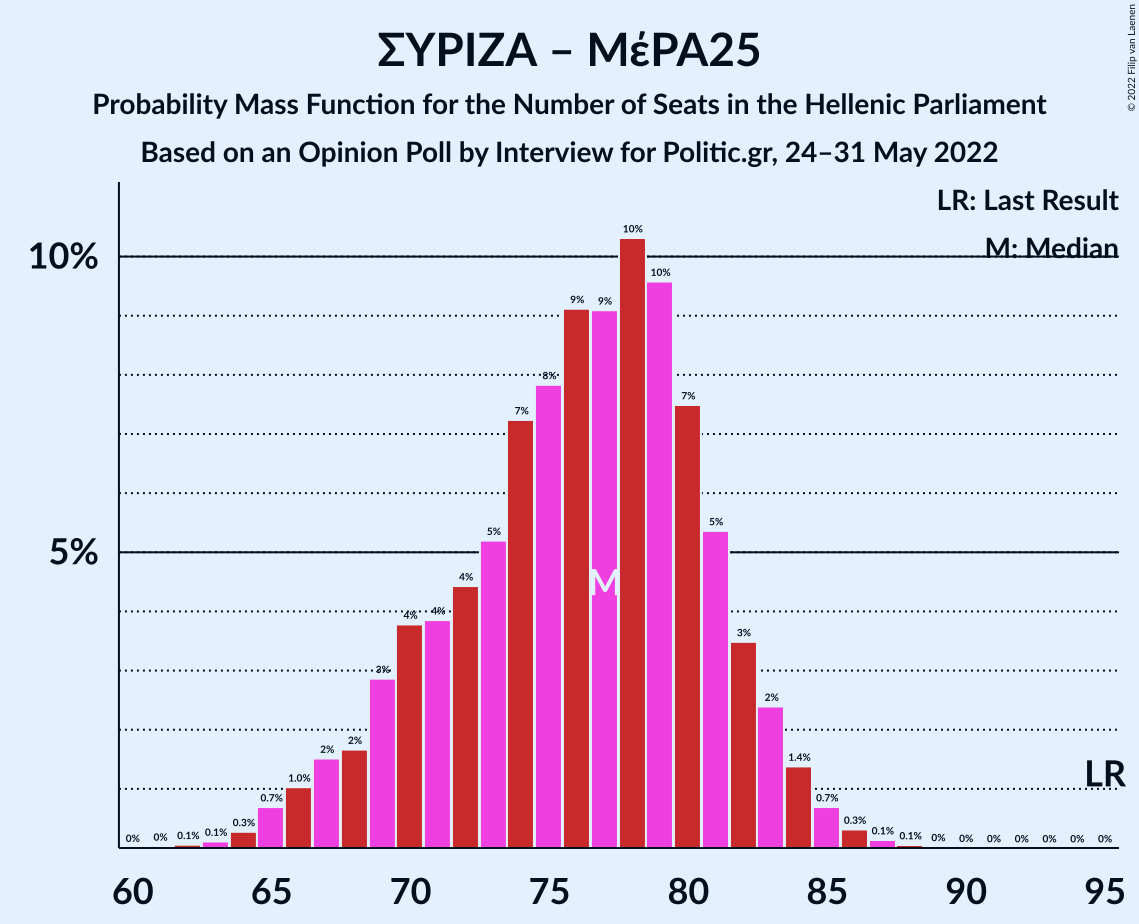 ΣΥΡΙΖΑ – ΜέΡΑ25
Probability Mass Function for the Number of Seats in the Hellenic Parliament
Based on an Opinion Poll by Interview for Politic.gr, 24–31 May 2022
© 2022 Filip van Laenen
LR: Last Result
M: Median
10%
5%
0% 0% 0.1% 0.1% 0.3% 0.7% 1.0% 2% 2% 3% 4% 4% 4% 5% 7% 8% 9% 9% 10% 10% 7% 5% 3% 2% 1.4% 0.7% 0.3% 0.1% 0.1% 0% 0% 0% 0% 0% 0% 0%
M
LR
60 65 70 75 80 85 90 95